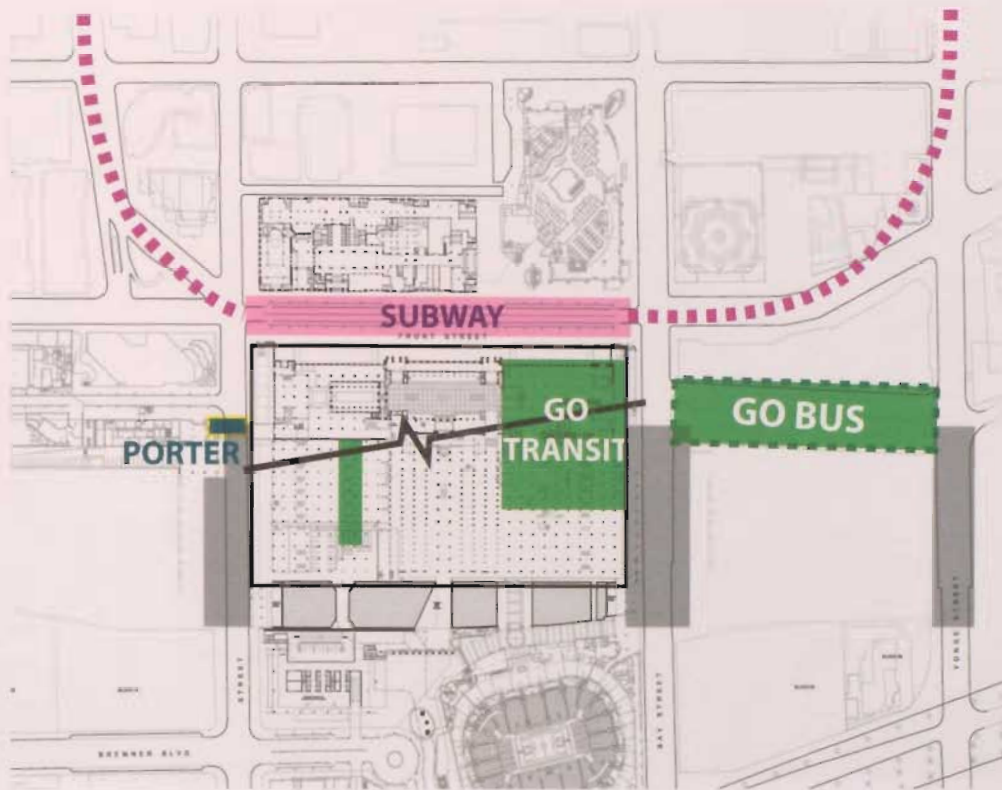 SUBWAY
FRONT STREET
GO
TRANSIT
GO BUS
PORTER
STREET
BAY STREET
YONGE STREET
BREMNER BLVD